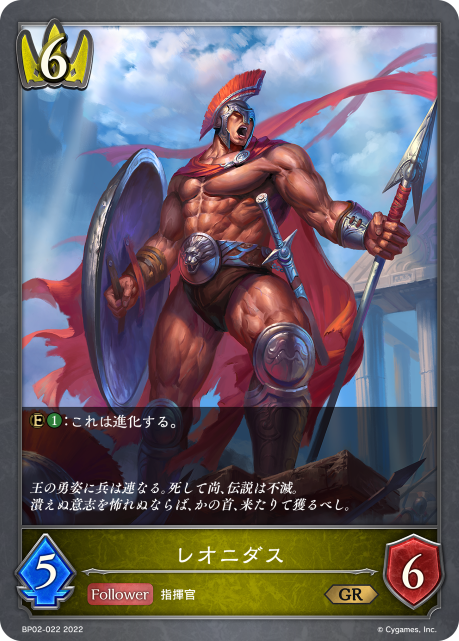 6
E 1：これは進化する。
王の勇姿に兵は連なる。死して尚、伝説は不滅。
潰えぬ意志を怖れぬならば、かの首、来たりて獲るべし。
レオニダス
5
Follower 指揮官
GR
6
BP02-022 2022
© Cygames, Inc.